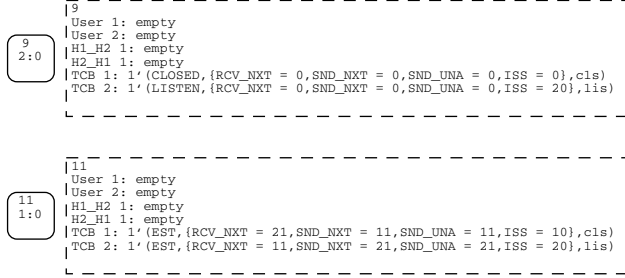 9
2:0
9
User 1: empty
User 2: empty
H1_H2 1: empty
H2_H1 1: empty
TCB 1: 1‘(CLOSED,{RCV_NXT = 0,SND_NXT = 0,SND_UNA = 0,ISS = 0},cls)
TCB 2: 1‘(LISTEN,{RCV_NXT = 0,SND_NXT = 0,SND_UNA = 0,ISS = 20},lis)
11
1:0
11
User 1: empty
User 2: empty
H1_H2 1: empty
H2_H1 1: empty
TCB 1: 1‘(EST,{RCV_NXT = 21,SND_NXT = 11,SND_UNA = 11,ISS = 10},cls)
TCB 2: 1‘(EST,{RCV_NXT = 11,SND_NXT = 21,SND_UNA = 21,ISS = 20},lis)